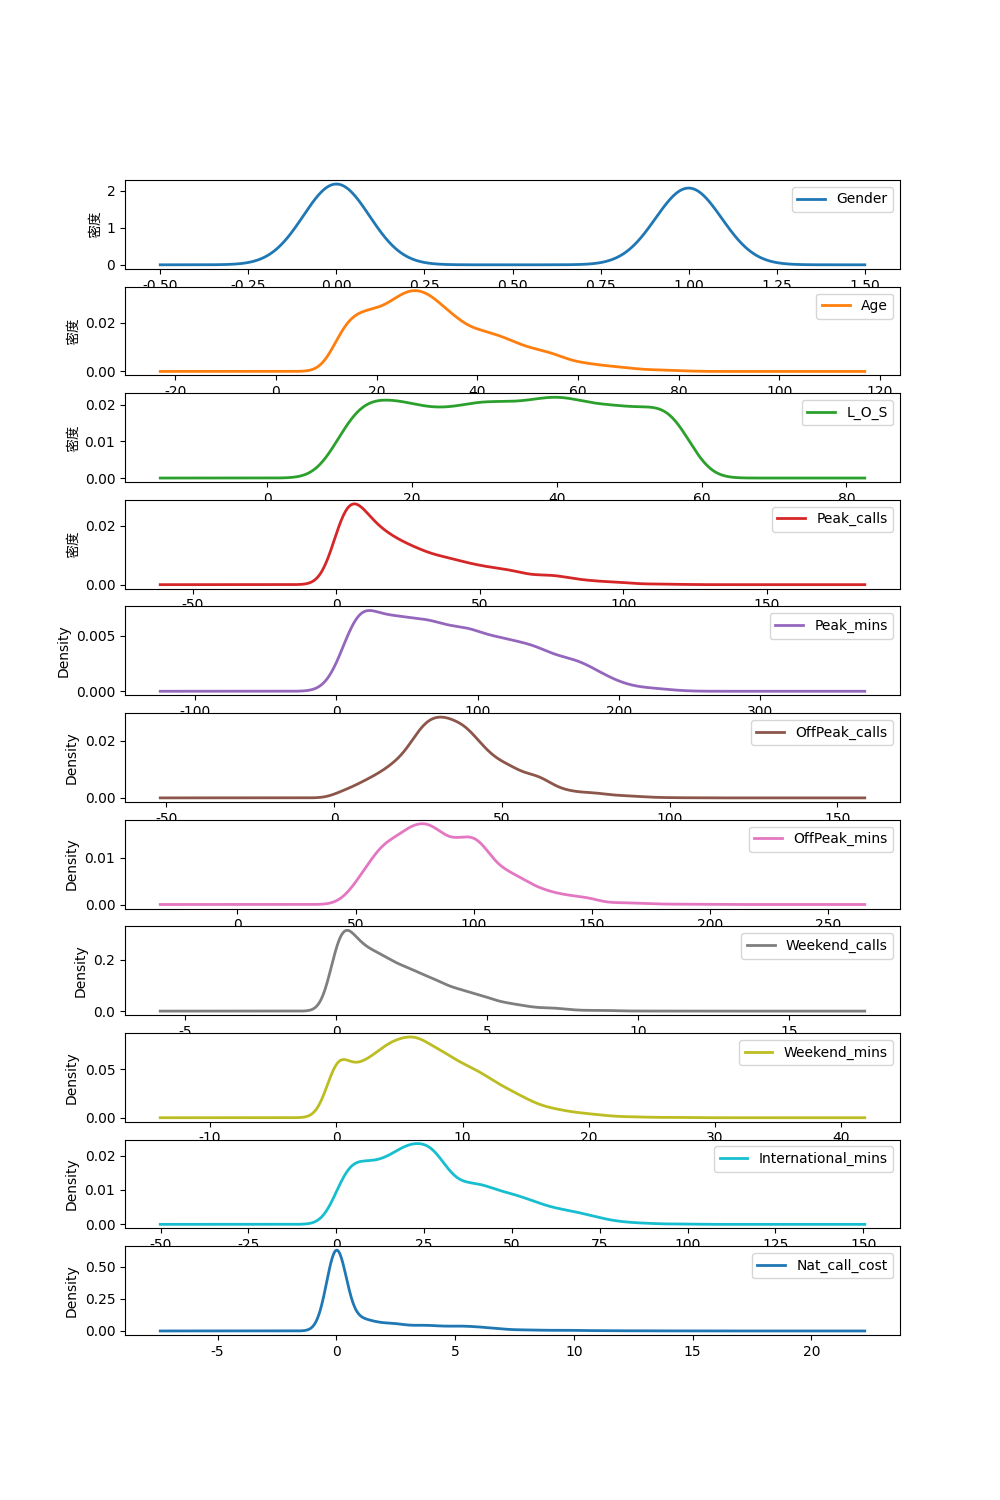 密度
2
1
0
Gender
-0.50 -0.25 0.00 0.25 0.50 0.75 1.00 1.25 1.50
密度
0.02
0.00
Age
-20 0 20 40 60 80 100 120
密度
0.02
0.01
0.00
L_O_S
0 20 40 60 80
密度
0.02
0.00
Peak_calls
-50 0 50 100 150
Density
0.005
0.000
Peak_mins
-100 0 100 200 300
Density
0.02
0.00
OffPeak_calls
-50 0 50 100 150
Density
0.01
0.00
OffPeak_mins
0 50 100 150 200 250
Density
0.2
0.0
Weekend_calls
-5 0 5 10 15
Density
0.05
0.00
Weekend_mins
-10 0 10 20 30 40
Density
0.02
0.01
0.00
International_mins
-50 -25 0 25 50 75 100 125 150
Density
0.50
0.25
0.00
Nat_call_cost
-5 0 5 10 15 20